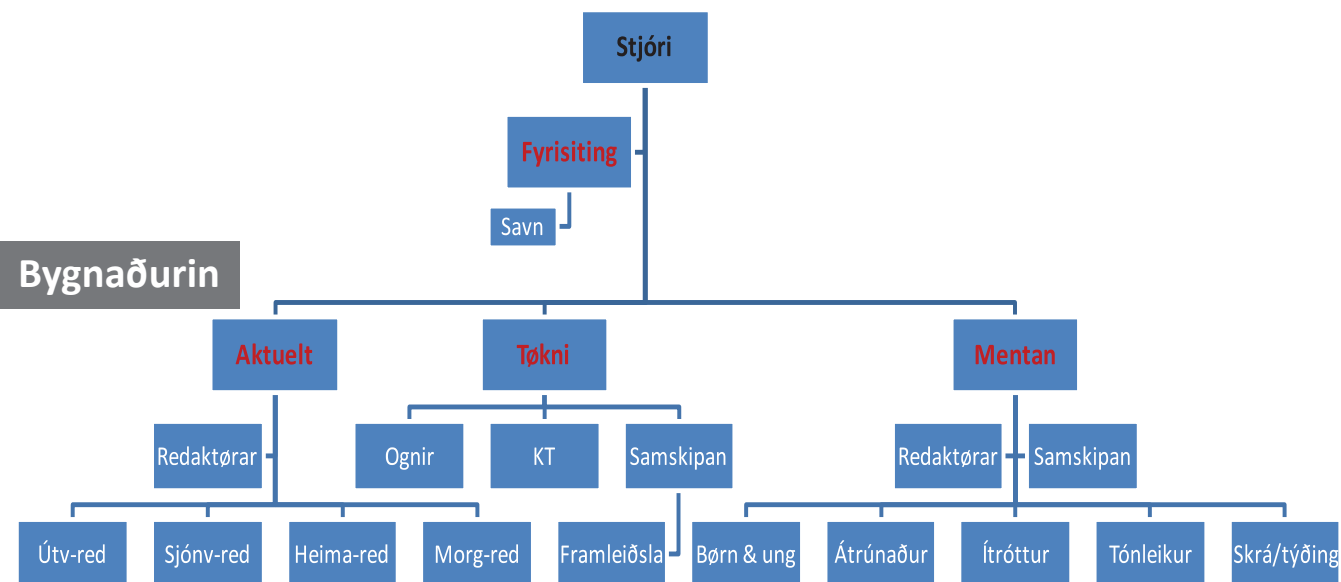 Stjóri
Fyrisiting
Savn
Bygnaðurin
Aktuelt
Tøkni
Mentan
Redaktørar
Ognir
KT
Samskipan
Redaktørar
Samskipan
Útv-red
Sjónv-red
Heima-red
Morg-red
Framleiðsla
Børn & ung
Átrúnaður
Ítróttur
Tónleikur
Skrá/týðing